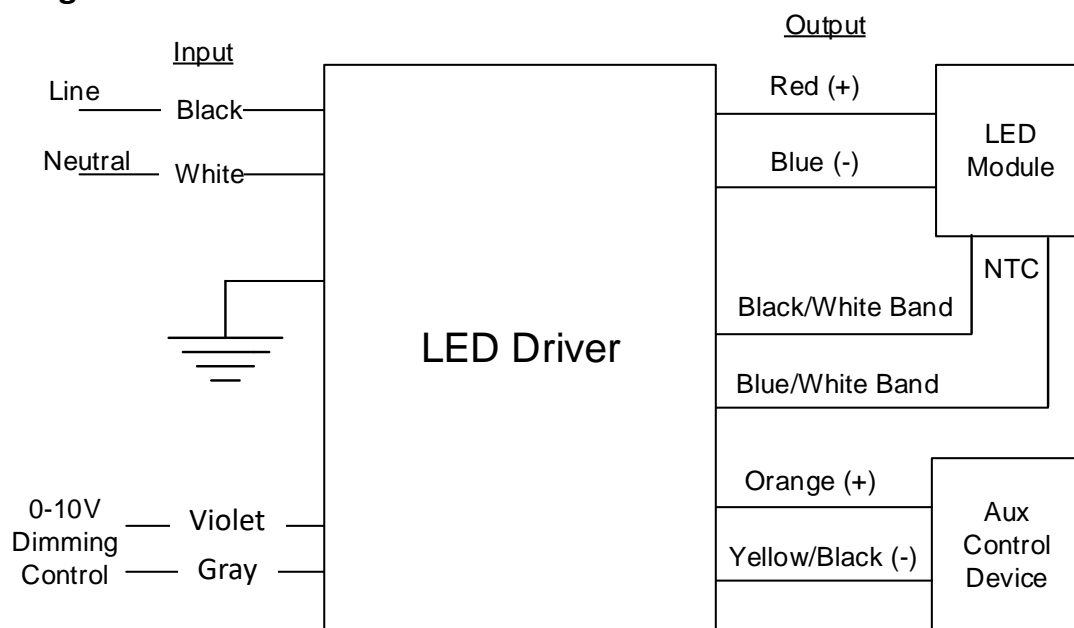 Input
Output
Line
Black
Neutral
White
Red (+)
Blue (-)
LED
Module
NTC
Black/White Band
Blue/White Band
LED Driver
0-10V
Dimming
Control
Violet
Gray
Orange (+)
Yellow/Black (-)
Aux
Control
Device